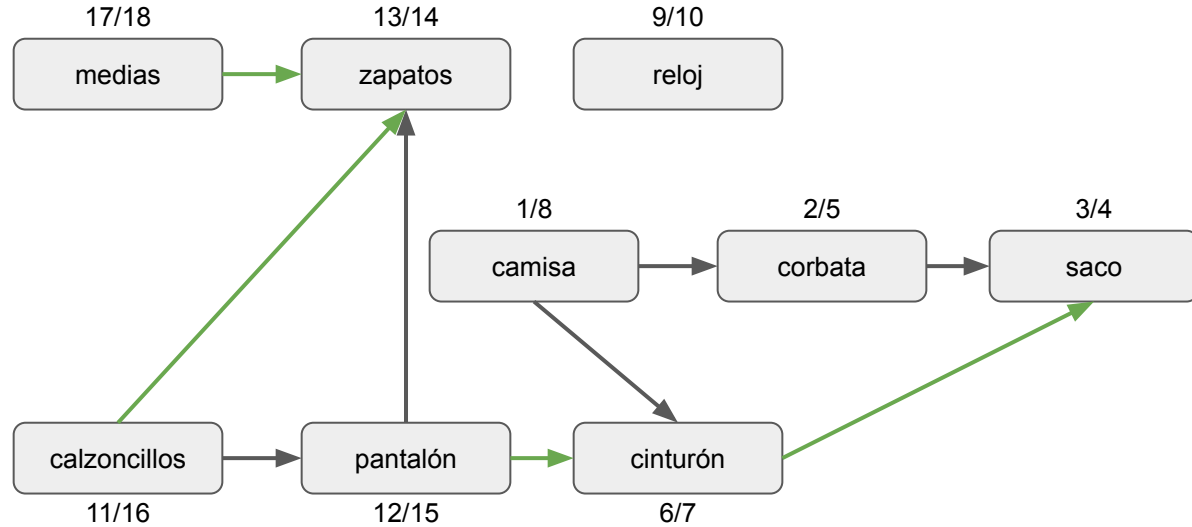 17/18 13/14 9/10
medias zapatos reloj
1/8 2/5 3/4
camisa corbata saco
calzoncillos pantalón cinturón
11/16 12/15 6/7